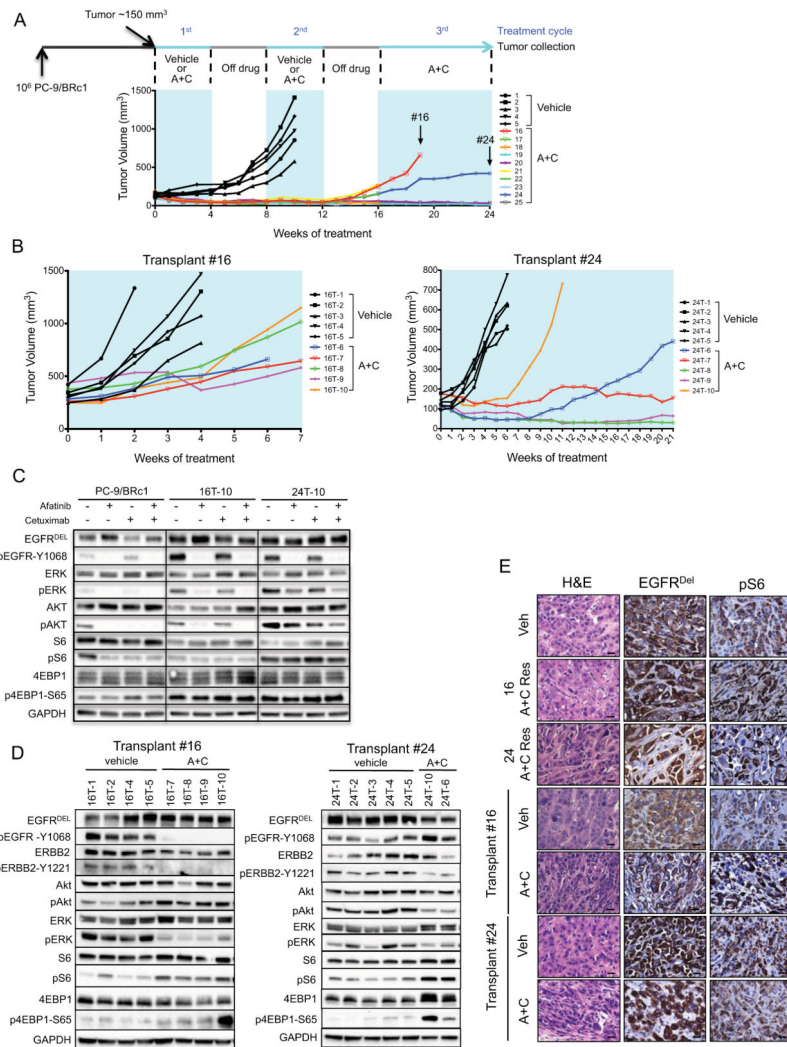 A
Tumor ~150 mm³
1st 2nd 3rd Treatment cycle
Tumor collection
Vehicle or A+C Off drug Vehicle or A+C Off drug A+C
10⁶ PC-9/BRc1
Tumor Volume (mm³)
1500
1000
500
0
0 4 8 12 16 20 24
Weeks of treatment
#16
#24
1
2
3
4
5
Vehicle
16
17
18
19
20
21
22
23
24
25
A+C
B
Transplant #16
Tumor Volume (mm³)
1500
1000
500
0
0 1 2 3 4 5 6 7
Weeks of treatment
16T-1
16T-2
16T-3
16T-4
16T-5
Vehicle
16T-6
16T-7
16T-8
16T-9
16T-10
A+C
Transplant #24
Tumor Volume (mm³)
800
700
600
500
400
300
200
100
0
0 1 2 3 4 5 6 7 8 9 10 11 12 13 14 15 16 17 18 19 20 21
Weeks of treatment
24T-1
24T-2
24T-3
24T-4
24T-5
Vehicle
24T-6
24T-7
24T-8
24T-9
24T-10
A+C
C
PC-9/BRc1 16T-10 24T-10
Afatinib - + - + - + - + - + - +
Cetuximab - - + + - - + + - - + +
EGFRᴰᴱᴸ
pEGFR-Y1068
ERK
pERK
AKT
pAKT
S6
pS6
4EBP1
p4EBP1-S65
GAPDH
D
Transplant #16
vehicle A+C
16T-1 16T-2 16T-4 16T-5 16T-7 16T-8 16T-9 16T-10
EGFRᴰᴱᴸ
pEGFR -Y1068
ERBB2
pERBB2-Y1221
Akt
pAkt
ERK
pERK
S6
pS6
4EBP1
p4EBP1-S65
GAPDH
Transplant #24
vehicle A+C
24T-1 24T-2 24T-3 24T-4 24T-5 24T-10 24T-6
EGFRᴰᴱᴸ
pEGFR-Y1068
ERBB2
pERBB2-Y1221
Akt
pAkt
ERK
pERK
S6
pS6
4EBP1
p4EBP1-S65
GAPDH
E
H&E EGFRᴰᵉˡ pS6
Veh
16 A+C Res
24 A+C Res
Transplant #16
Veh
A+C
Transplant #24
Veh
A+C